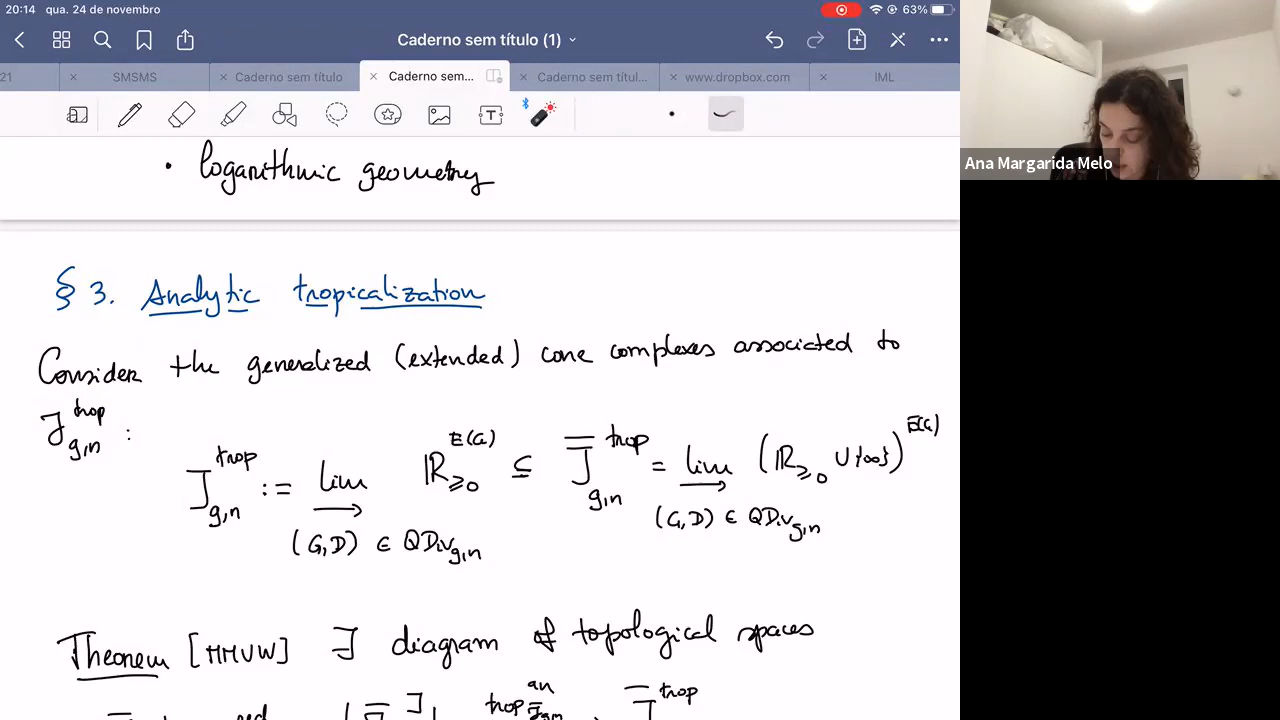 20:14 qua. 24 de novembro 63%
Caderno sem título (1)
21 SMSMS Caderno sem título Caderno sem... Caderno sem títul... www.dropbox.com IML
Ana Margarida Melo
• logarithmic geometry
§ 3. Analytic tropicalization
Consider the generalized (extended) cone complexes associated to
J^trop_g,n :
J^trop_g,n := lim→_(G,D) ∈ QDiv_g,n R_≥0^E(G) ⊆ J̅^trop_g,n = lim→_(G,D) ∈ QDiv_g,n (R_≥0 ∪ {∞})^E(G)
Theorem [MMUW] ∃ diagram of topological spaces